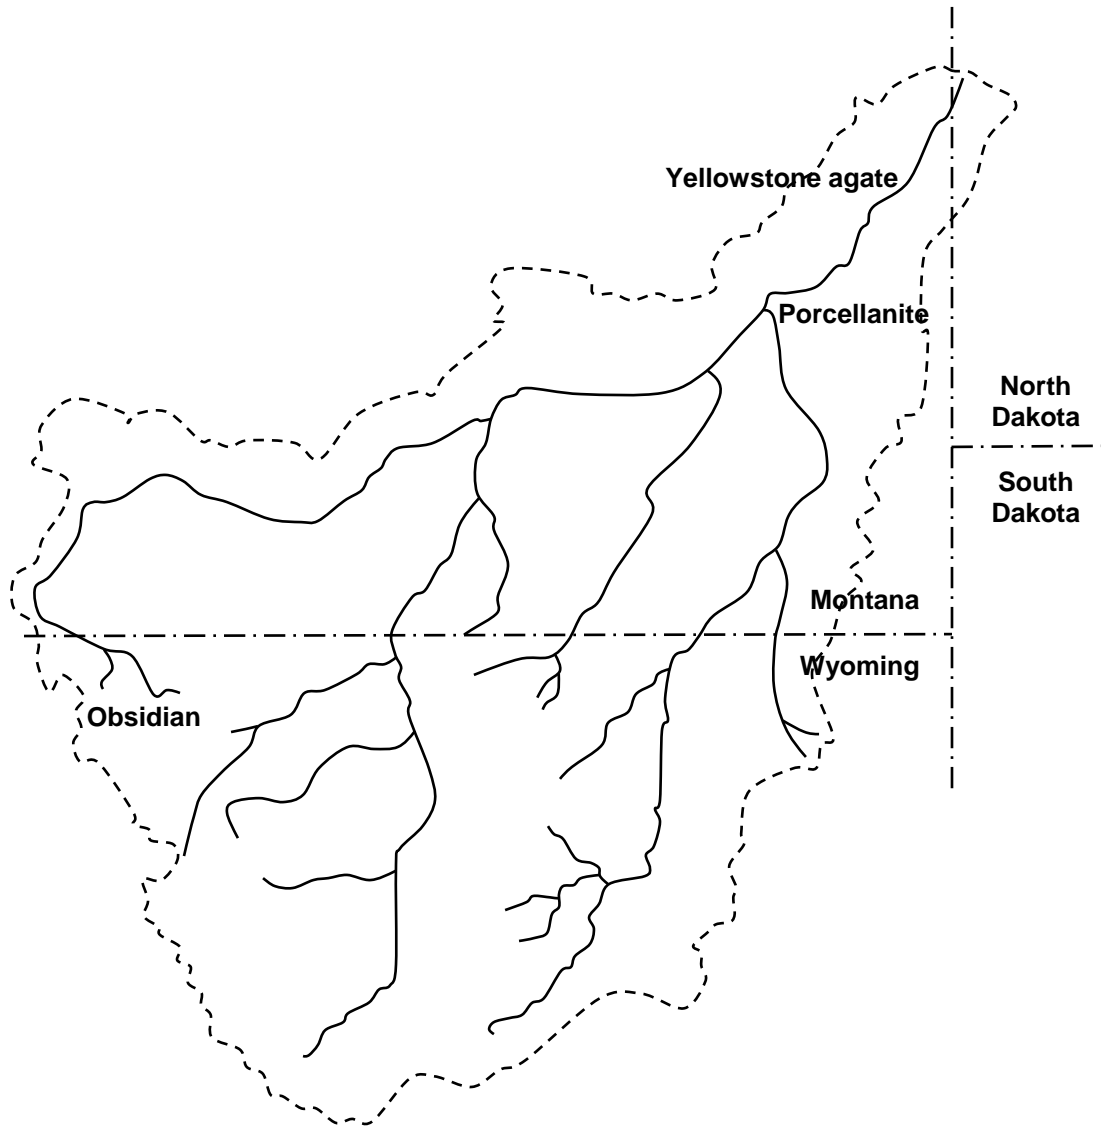 Yellowstone agate
Porcellanite
North
Dakota
South
Dakota
Montana
Wyoming
Obsidian